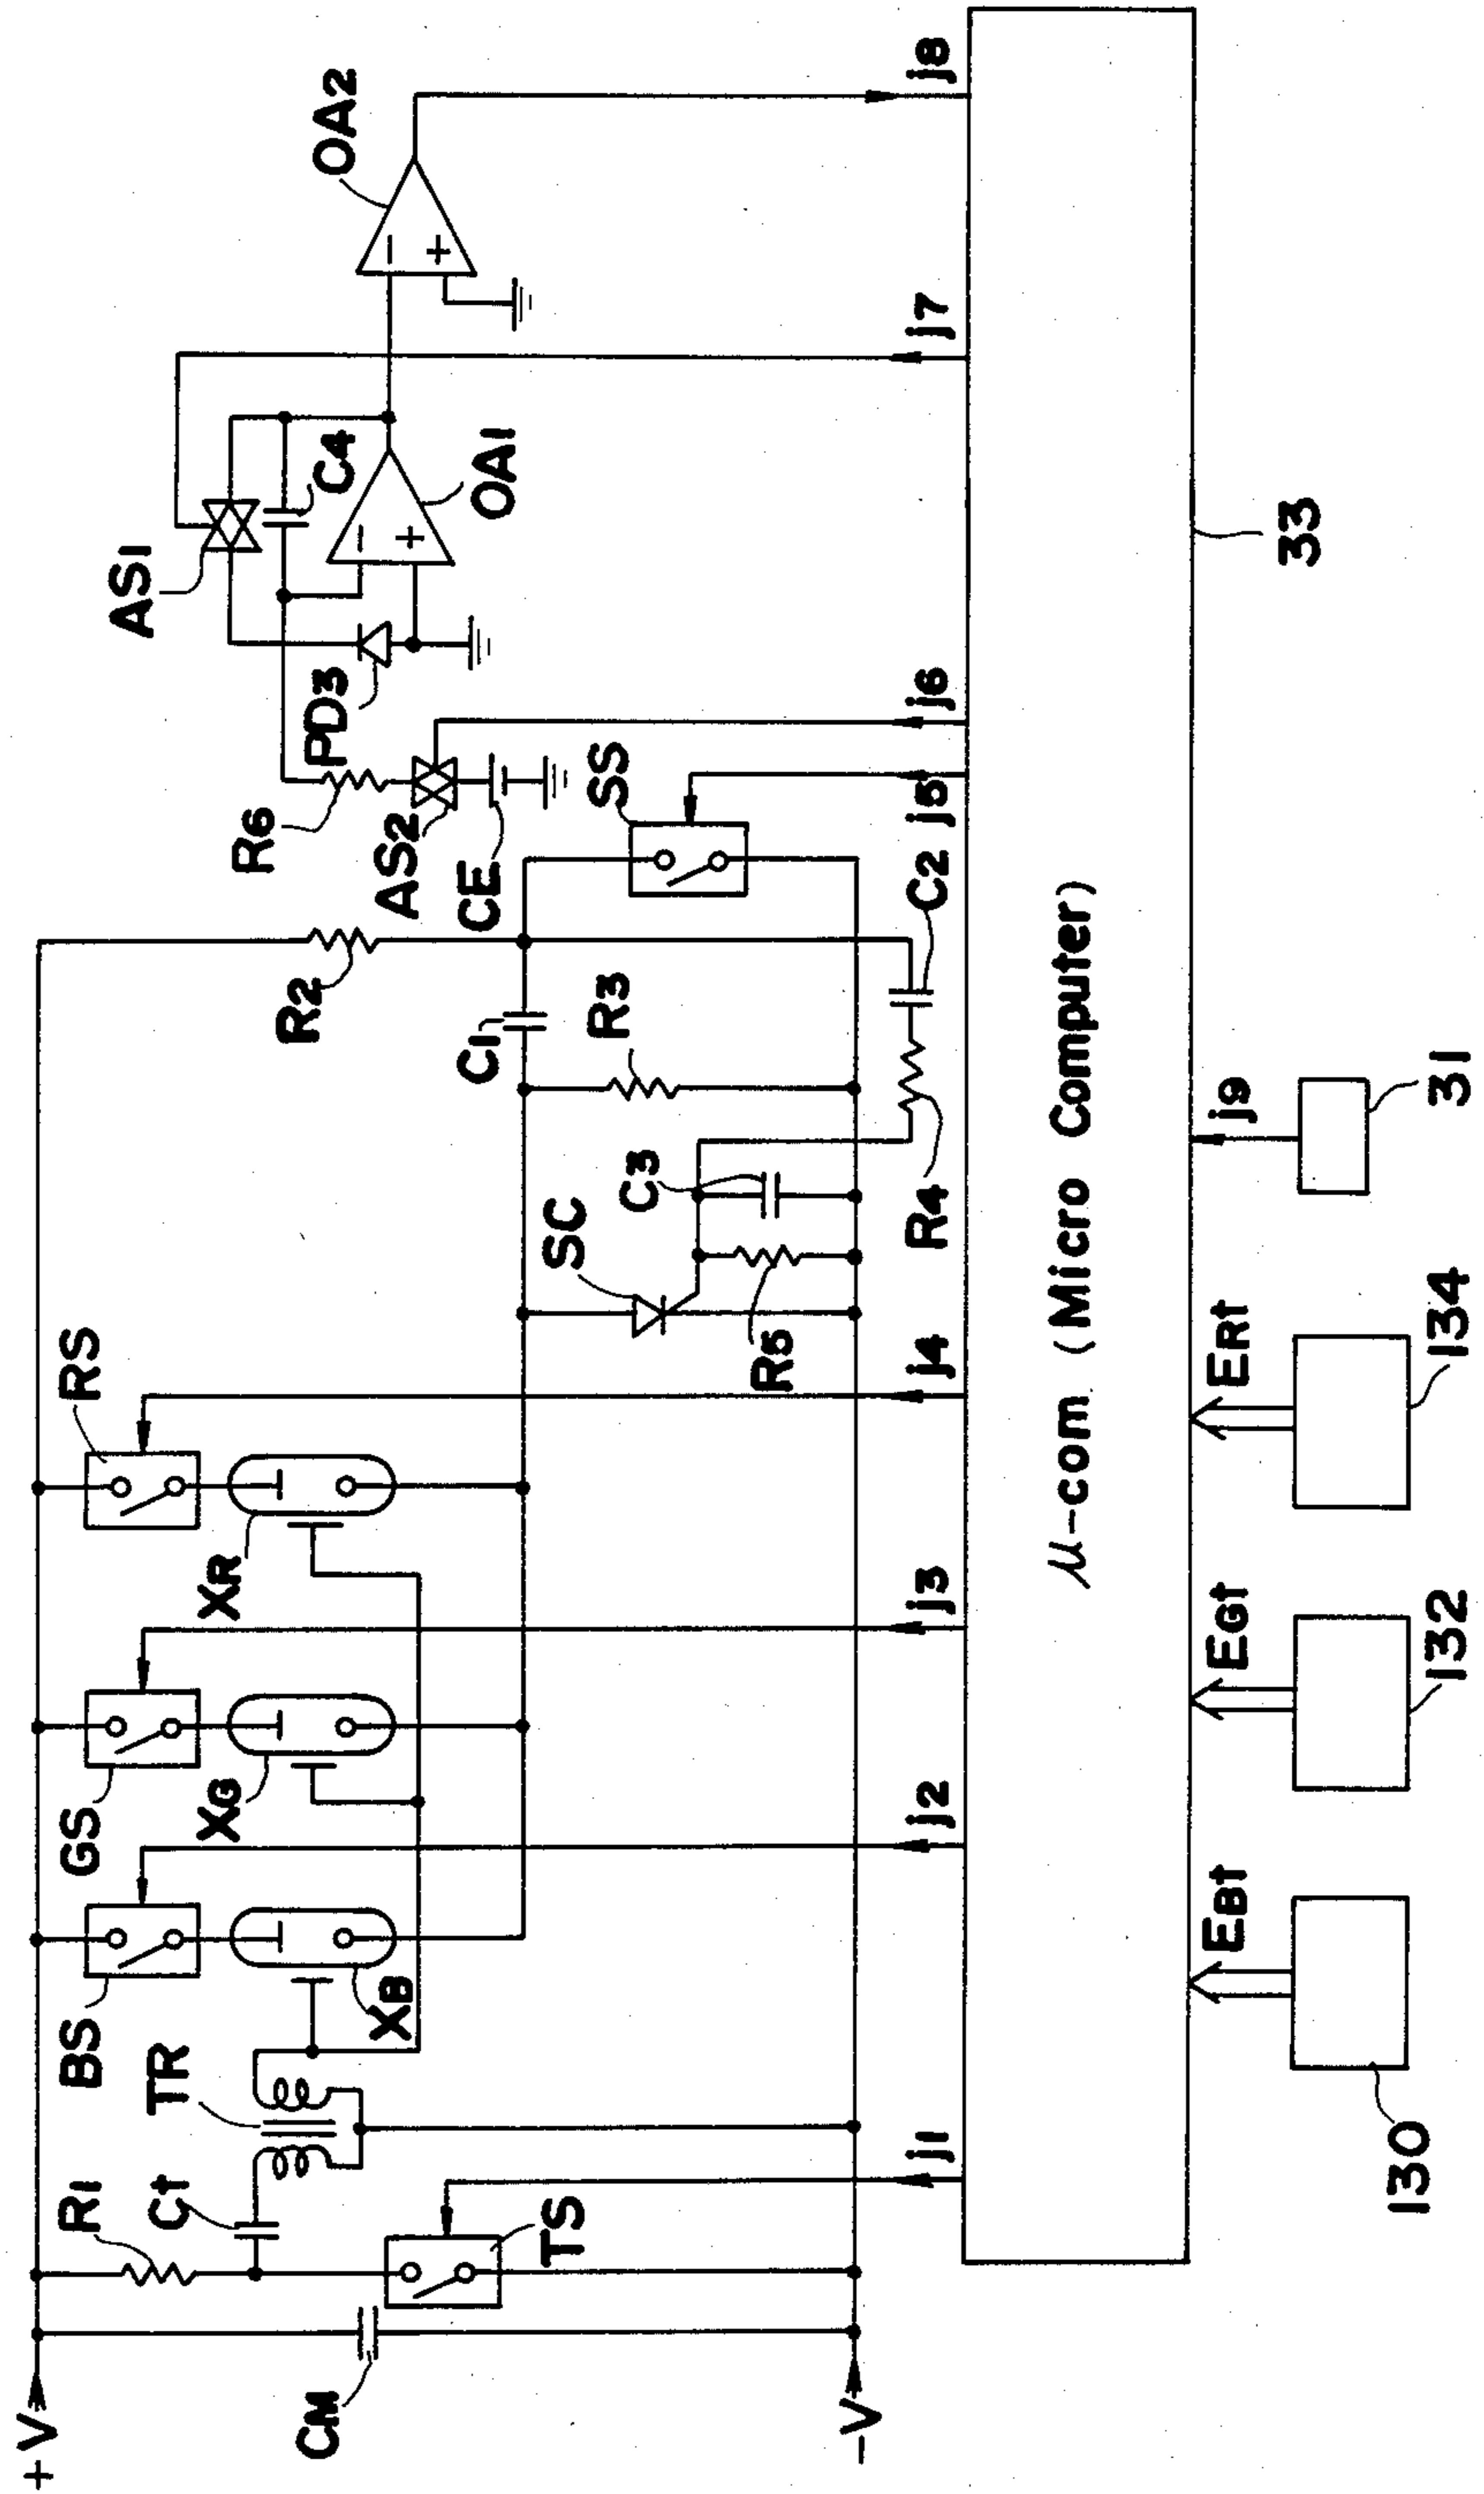 +V
-V
CM
R1
Ct
TS
TR
BS
XB
GS
XG
RS
XR
SC
R5
C3
R4
R3
C1
C2
R2
SS
R6
AS2
CE
PD3
AS1
C4
OA1
OA2
j1
j2
j3
j4
j5
j6
j7
j8
μ-com (Micro Computer)
33
EBt
130
EGt
132
ERt
134
j9
31